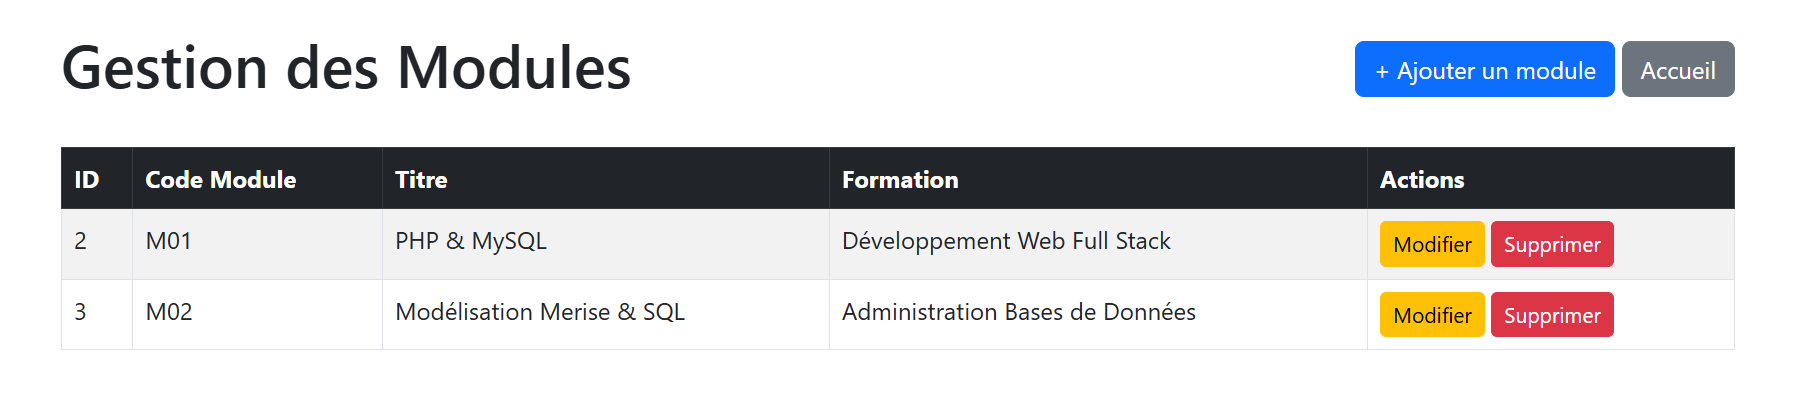 Gestion des Modules
+ Ajouter un module Accueil
ID Code Module Titre Formation Actions
2 M01 PHP & MySQL Développement Web Full Stack Modifier Supprimer
3 M02 Modélisation Merise & SQL Administration Bases de Données Modifier Supprimer